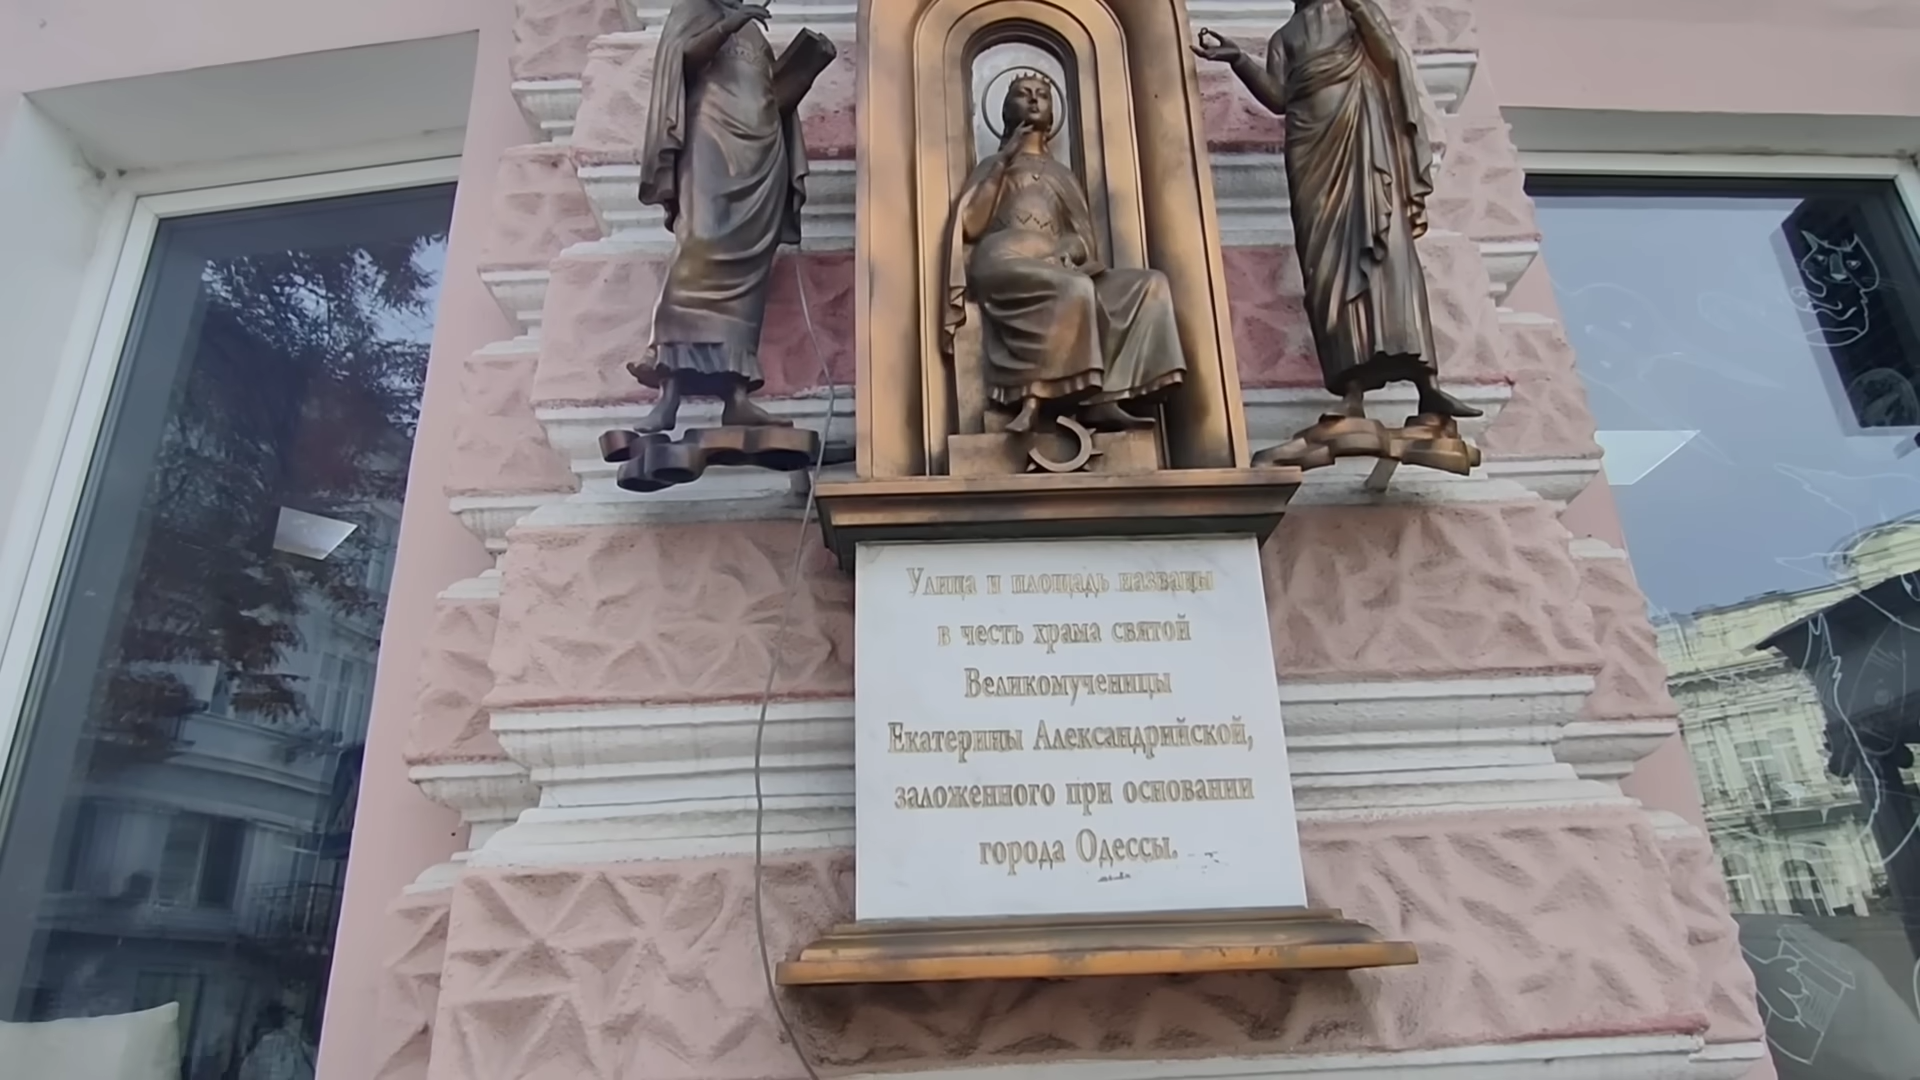 Улица и площадь названы
в честь храма святой
Великомученицы
Екатерины Александрийской,
заложенного при основании
города Одессы.